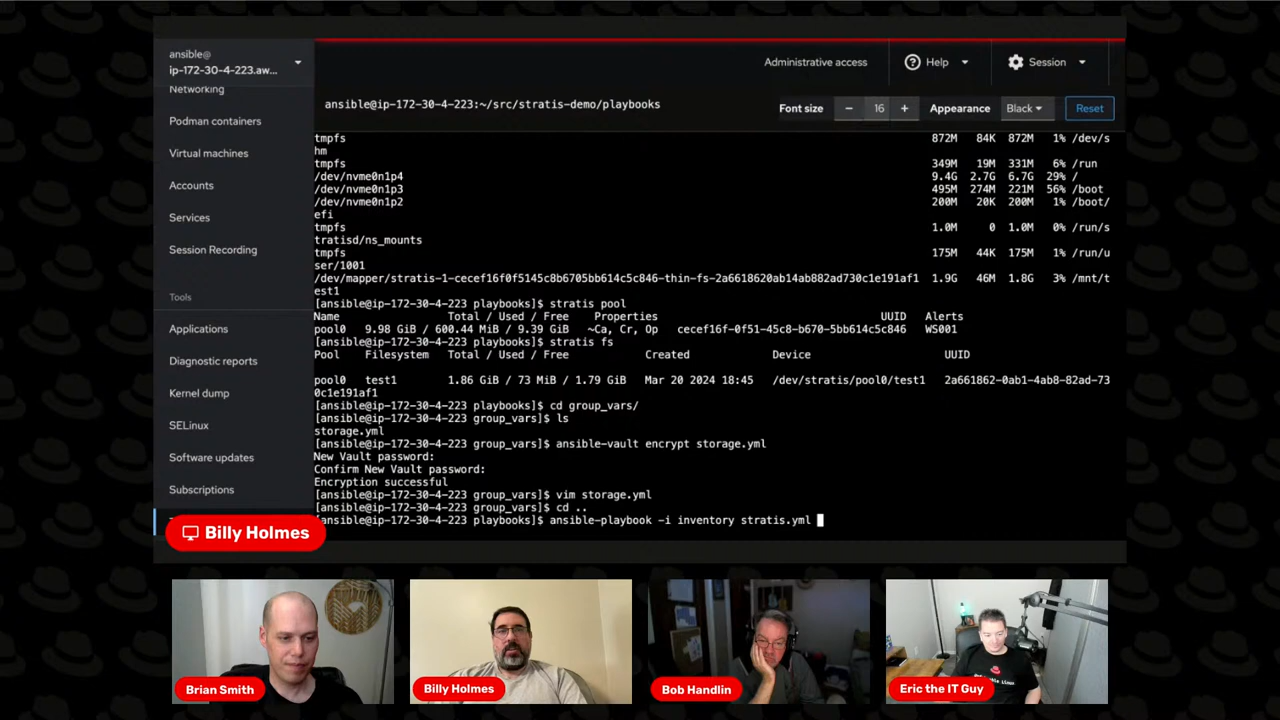 ansible@
ip-172-30-4-223.aw...
Administrative access
Help
Session
Networking
ansible@ip-172-30-4-223:~/src/stratis-demo/playbooks
Font size
16
Appearance
Black
Reset
Podman containers
Virtual machines
Accounts
Services
Session Recording
Tools
Applications
Diagnostic reports
Kernel dump
SELinux
Software updates
Subscriptions
tmpfs 872M 84K 872M 1% /dev/s
hm
tmpfs 349M 19M 331M 6% /run
/dev/nvme0n1p4 9.4G 2.7G 6.7G 29% /
/dev/nvme0n1p3 495M 274M 221M 56% /boot
/dev/nvme0n1p2 200M 20K 200M 1% /boot/
efi
tmpfs 1.0M 0 1.0M 0% /run/s
tratisd/ns_mounts
tmpfs 175M 44K 175M 1% /run/u
ser/1001
/dev/mapper/stratis-1-cecef16f0f5145c8b6705bb614c5c846-thin-fs-2a6618620ab14ab882ad730c1e191af1 1.9G 46M 1.8G 3% /mnt/t
est1
[ansible@ip-172-30-4-223 playbooks]$ stratis pool
Name Total / Used / Free Properties UUID Alerts
pool0 9.98 GiB / 600.44 MiB / 9.39 GiB ~Ca, Cr, Op cecef16f-0f51-45c8-b670-5bb614c5c846 WS001
[ansible@ip-172-30-4-223 playbooks]$ stratis fs
Pool Filesystem Total / Used / Free Created Device UUID
pool0 test1 1.86 GiB / 73 MiB / 1.79 GiB Mar 20 2024 18:45 /dev/stratis/pool0/test1 2a661862-0ab1-4ab8-82ad-73
0c1e191af1
[ansible@ip-172-30-4-223 playbooks]$ cd group_vars/
[ansible@ip-172-30-4-223 group_vars]$ ls
storage.yml
[ansible@ip-172-30-4-223 group_vars]$ ansible-vault encrypt storage.yml
New Vault password:
Confirm New Vault password:
Encryption successful
[ansible@ip-172-30-4-223 group_vars]$ vim storage.yml
[ansible@ip-172-30-4-223 group_vars]$ cd ..
[ansible@ip-172-30-4-223 playbooks]$ ansible-playbook -i inventory stratis.yml
Billy Holmes
Brian Smith
Billy Holmes
Bob Handlin
Eric the IT Guy